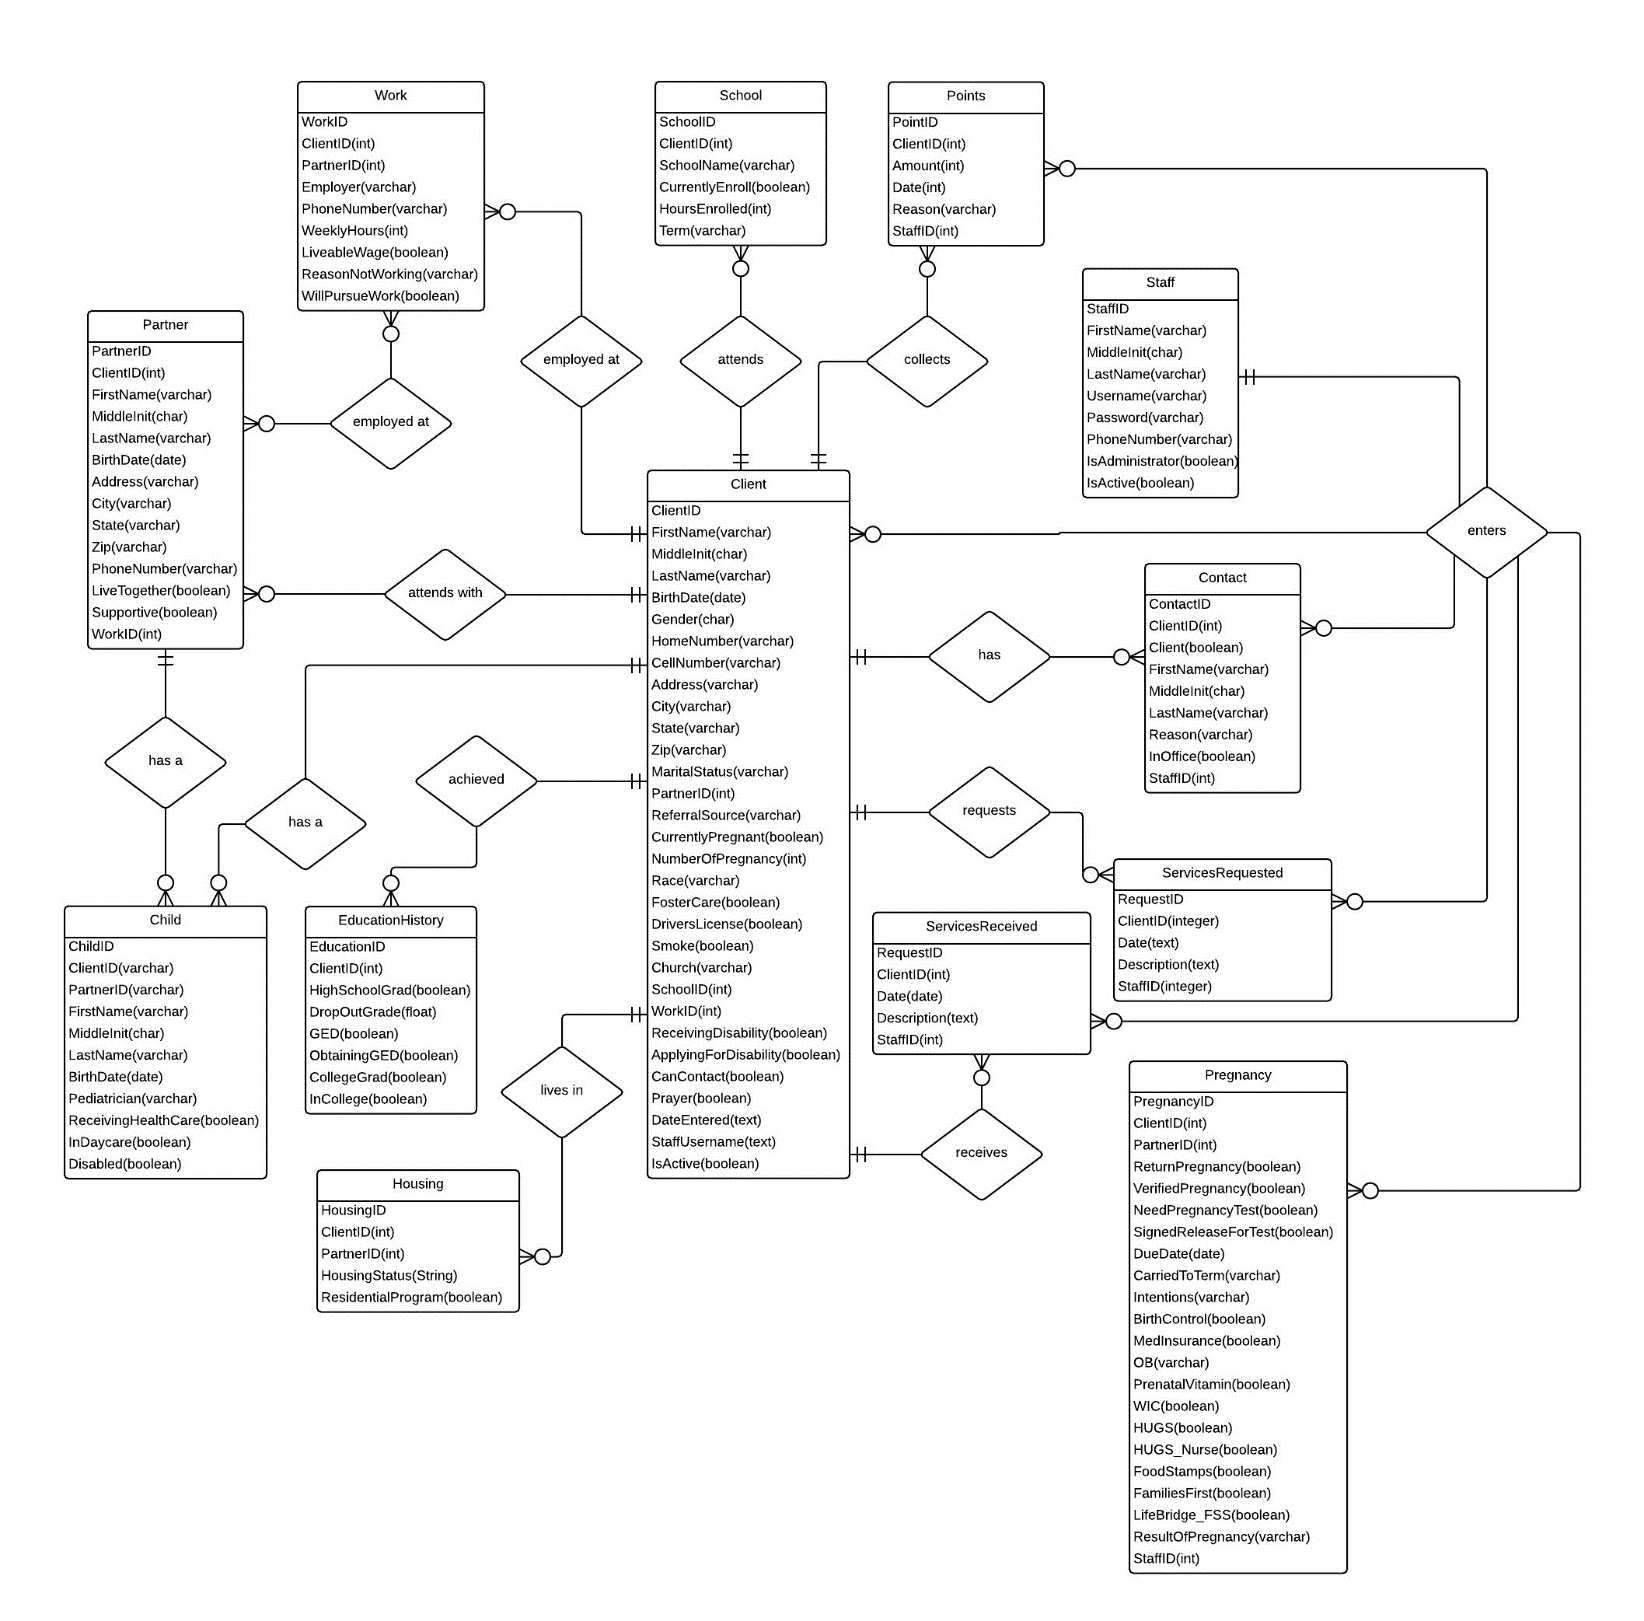 Work
WorkID
ClientID(int)
PartnerID(int)
Employer(varchar)
PhoneNumber(varchar)
WeeklyHours(int)
LiveableWage(boolean)
ReasonNotWorking(varchar)
WillPursueWork(boolean)
School
SchoolID
ClientID(int)
SchoolName(varchar)
CurrentlyEnroll(boolean)
HoursEnrolled(int)
Term(varchar)
Points
PointID
ClientID(int)
Amount(int)
Date(int)
Reason(varchar)
StaffID(int)
Staff
StaffID
FirstName(varchar)
MiddleInit(char)
LastName(varchar)
Username(varchar)
Password(varchar)
PhoneNumber(varchar)
IsAdministrator(boolean)
IsActive(boolean)
Partner
PartnerID
ClientID(int)
FirstName(varchar)
MiddleInit(char)
LastName(varchar)
BirthDate(date)
Address(varchar)
City(varchar)
State(varchar)
Zip(varchar)
PhoneNumber(varchar)
LiveTogether(boolean)
Supportive(boolean)
WorkID(int)
employed at
employed at
attends
collects
enters
attends with
Client
ClientID
FirstName(varchar)
MiddleInit(char)
LastName(varchar)
BirthDate(date)
Gender(char)
HomeNumber(varchar)
CellNumber(varchar)
Address(varchar)
City(varchar)
State(varchar)
Zip(varchar)
MaritalStatus(varchar)
PartnerID(int)
ReferralSource(varchar)
CurrentlyPregnant(boolean)
NumberOfPregnancy(int)
Race(varchar)
FosterCare(boolean)
DriversLicense(boolean)
Smoke(boolean)
Church(varchar)
SchoolID(int)
WorkID(int)
ReceivingDisability(boolean)
ApplyingForDisability(boolean)
CanContact(boolean)
Prayer(boolean)
DateEntered(text)
StaffUsername(text)
IsActive(boolean)
has
Contact
ContactID
ClientID(int)
Client(boolean)
FirstName(varchar)
MiddleInit(char)
LastName(varchar)
Reason(varchar)
InOffice(boolean)
StaffID(int)
has a
has a
achieved
requests
ServicesRequested
RequestID
ClientID(integer)
Date(text)
Description(text)
StaffID(integer)
ServicesReceived
RequestID
ClientID(int)
Date(date)
Description(text)
StaffID(int)
Child
ChildID
ClientID(varchar)
PartnerID(varchar)
FirstName(varchar)
MiddleInit(char)
LastName(varchar)
BirthDate(date)
Pediatrician(varchar)
ReceivingHealthCare(boolean)
InDaycare(boolean)
Disabled(boolean)
EducationHistory
EducationID
ClientID(int)
HighSchoolGrad(boolean)
DropOutGrade(float)
GED(boolean)
ObtainingGED(boolean)
CollegeGrad(boolean)
InCollege(boolean)
lives in
receives
Housing
HousingID
ClientID(int)
PartnerID(int)
HousingStatus(String)
ResidentialProgram(boolean)
Pregnancy
PregnancyID
ClientID(int)
PartnerID(int)
ReturnPregnancy(boolean)
VerifiedPregnancy(boolean)
NeedPregnancyTest(boolean)
SignedReleaseForTest(boolean)
DueDate(date)
CarriedToTerm(varchar)
Intentions(varchar)
BirthControl(boolean)
MedInsurance(boolean)
OB(varchar)
PrenatalVitamin(boolean)
WIC(boolean)
HUGS(boolean)
HUGS_Nurse(boolean)
FoodStamps(boolean)
FamiliesFirst(boolean)
LifeBridge_FSS(boolean)
ResultOfPregnancy(varchar)
StaffID(int)